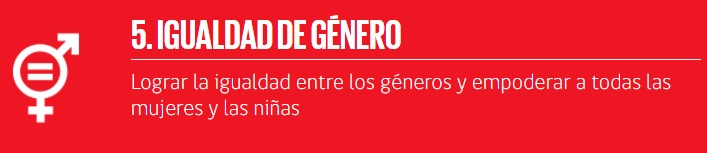 5. IGUALDAD DE GÉNERO
Lograr la igualdad entre los géneros y empoderar a todas las
mujeres y las niñas